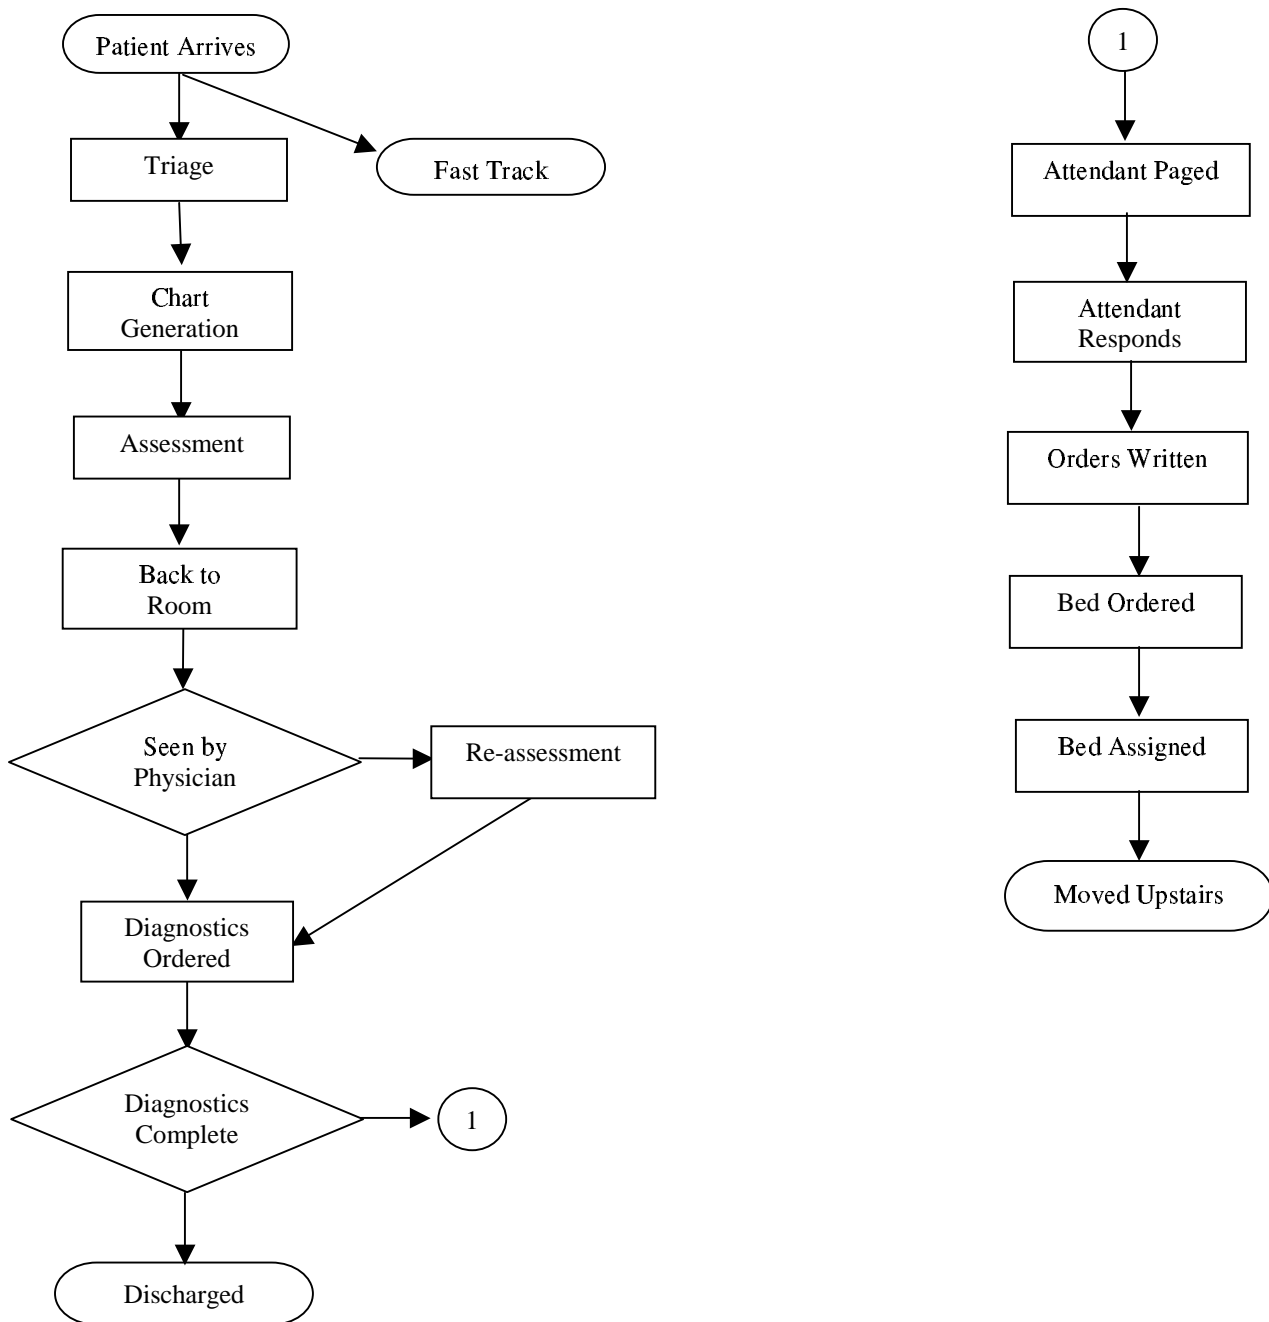 Patient Arrives
Triage
Fast Track
Chart
Generation
Assessment
Back to
Room
Seen by
Physician
Re-assessment
Diagnostics
Ordered
Diagnostics
Complete
1
Discharged
1
Attendant Paged
Attendant
Responds
Orders Written
Bed Ordered
Bed Assigned
Moved Upstairs